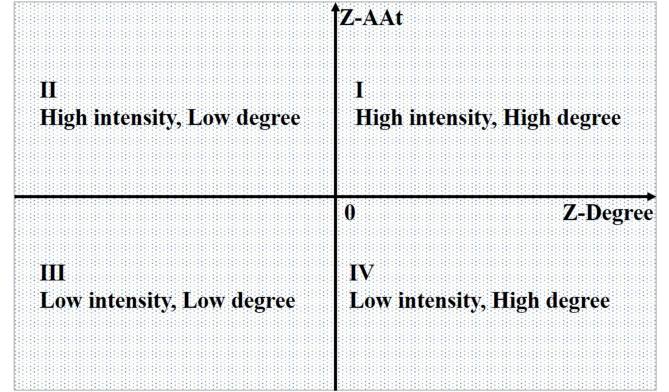 Z-AAt
II
High intensity, Low degree
I
High intensity, High degree
0
Z-Degree
III
Low intensity, Low degree
IV
Low intensity, High degree